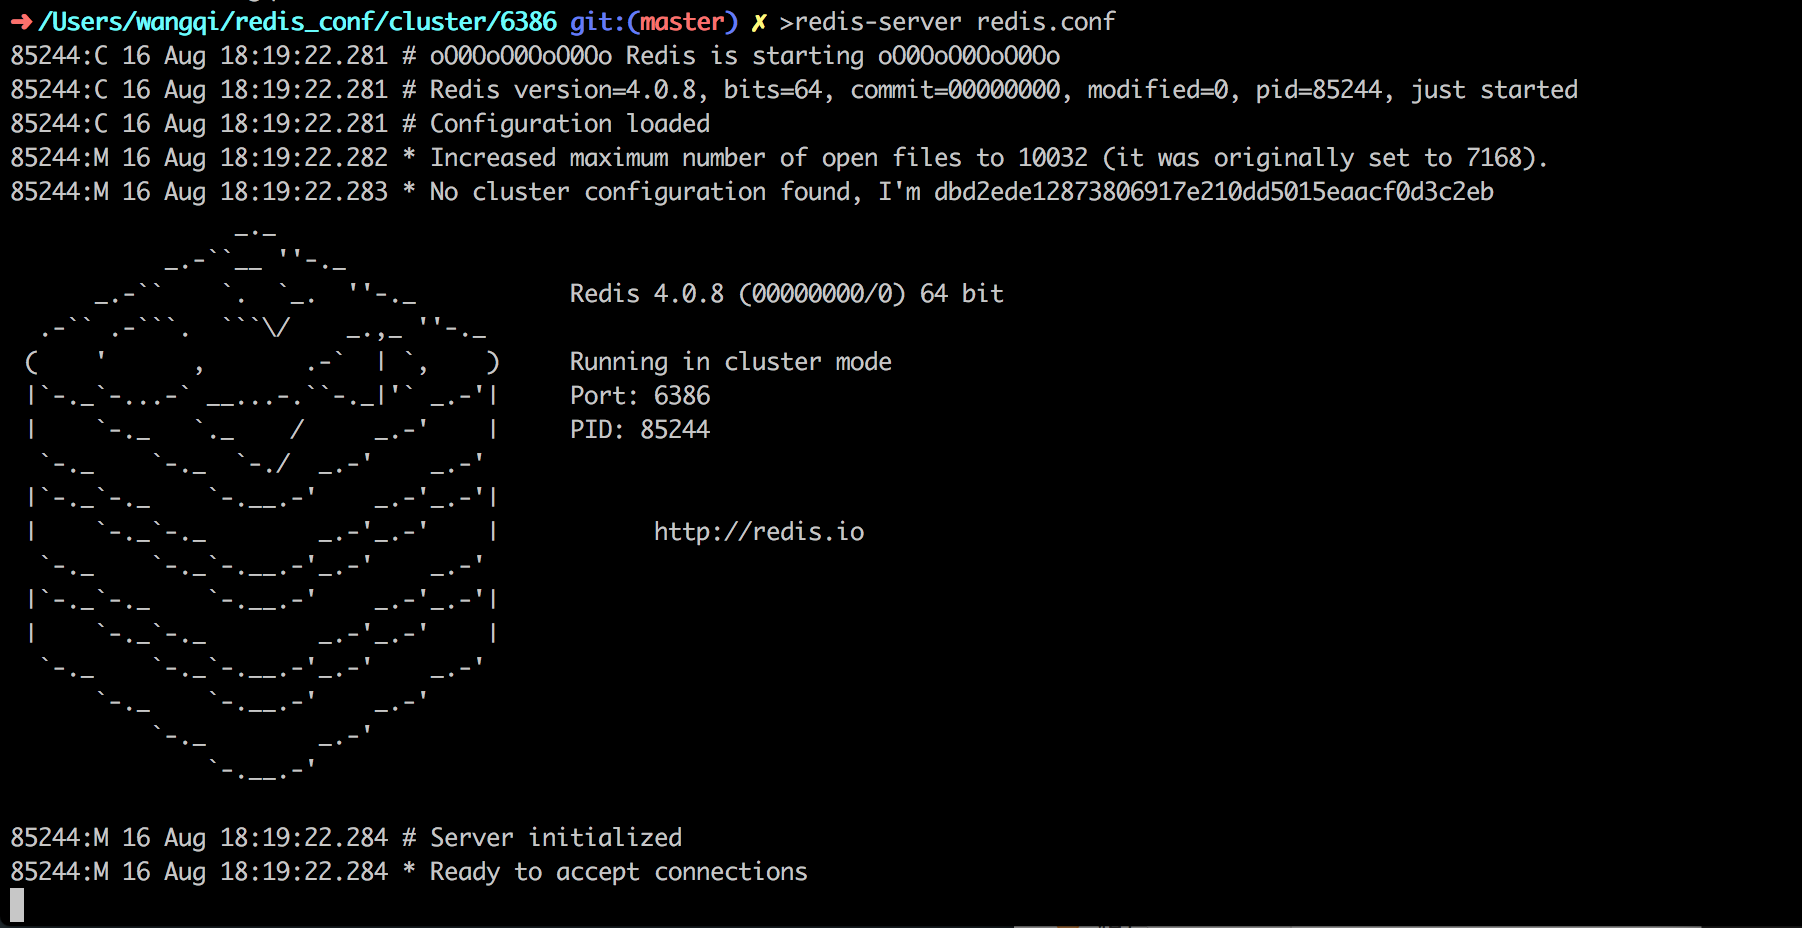 ➜ /Users/wangqi/redis_conf/cluster/6386 git:(master) ✗ >redis-server redis.conf
85244:C 16 Aug 18:19:22.281 # oO0OoO0OoO0Oo Redis is starting oO0OoO0OoO0Oo
85244:C 16 Aug 18:19:22.281 # Redis version=4.0.8, bits=64, commit=00000000, modified=0, pid=85244, just started
85244:C 16 Aug 18:19:22.281 # Configuration loaded
85244:M 16 Aug 18:19:22.282 * Increased maximum number of open files to 10032 (it was originally set to 7168).
85244:M 16 Aug 18:19:22.283 * No cluster configuration found, I'm dbd2ede12873806917e210dd5015eaacf0d3c2eb
Redis 4.0.8 (00000000/0) 64 bit
Running in cluster mode
Port: 6386
PID: 85244
http://redis.io
85244:M 16 Aug 18:19:22.284 # Server initialized
85244:M 16 Aug 18:19:22.284 * Ready to accept connections